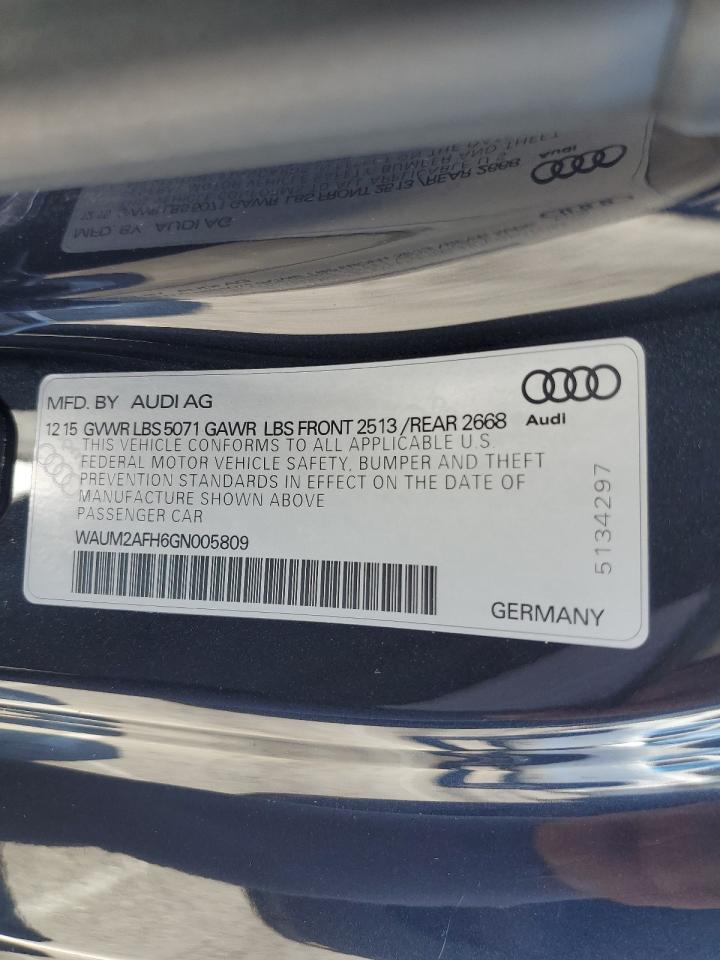 MFD. BY AUDI AG
Audi
12 15 GVWR LBS 5071 GAWR LBS FRONT 2513 /REAR 2668
THIS VEHICLE CONFORMS TO ALL APPLICABLE U.S.
FEDERAL MOTOR VEHICLE SAFETY, BUMPER AND THEFT
PREVENTION STANDARDS IN EFFECT ON THE DATE OF
MANUFACTURE SHOWN ABOVE
PASSENGER CAR
WAUM2AFH6GN005809
GERMANY
5134297